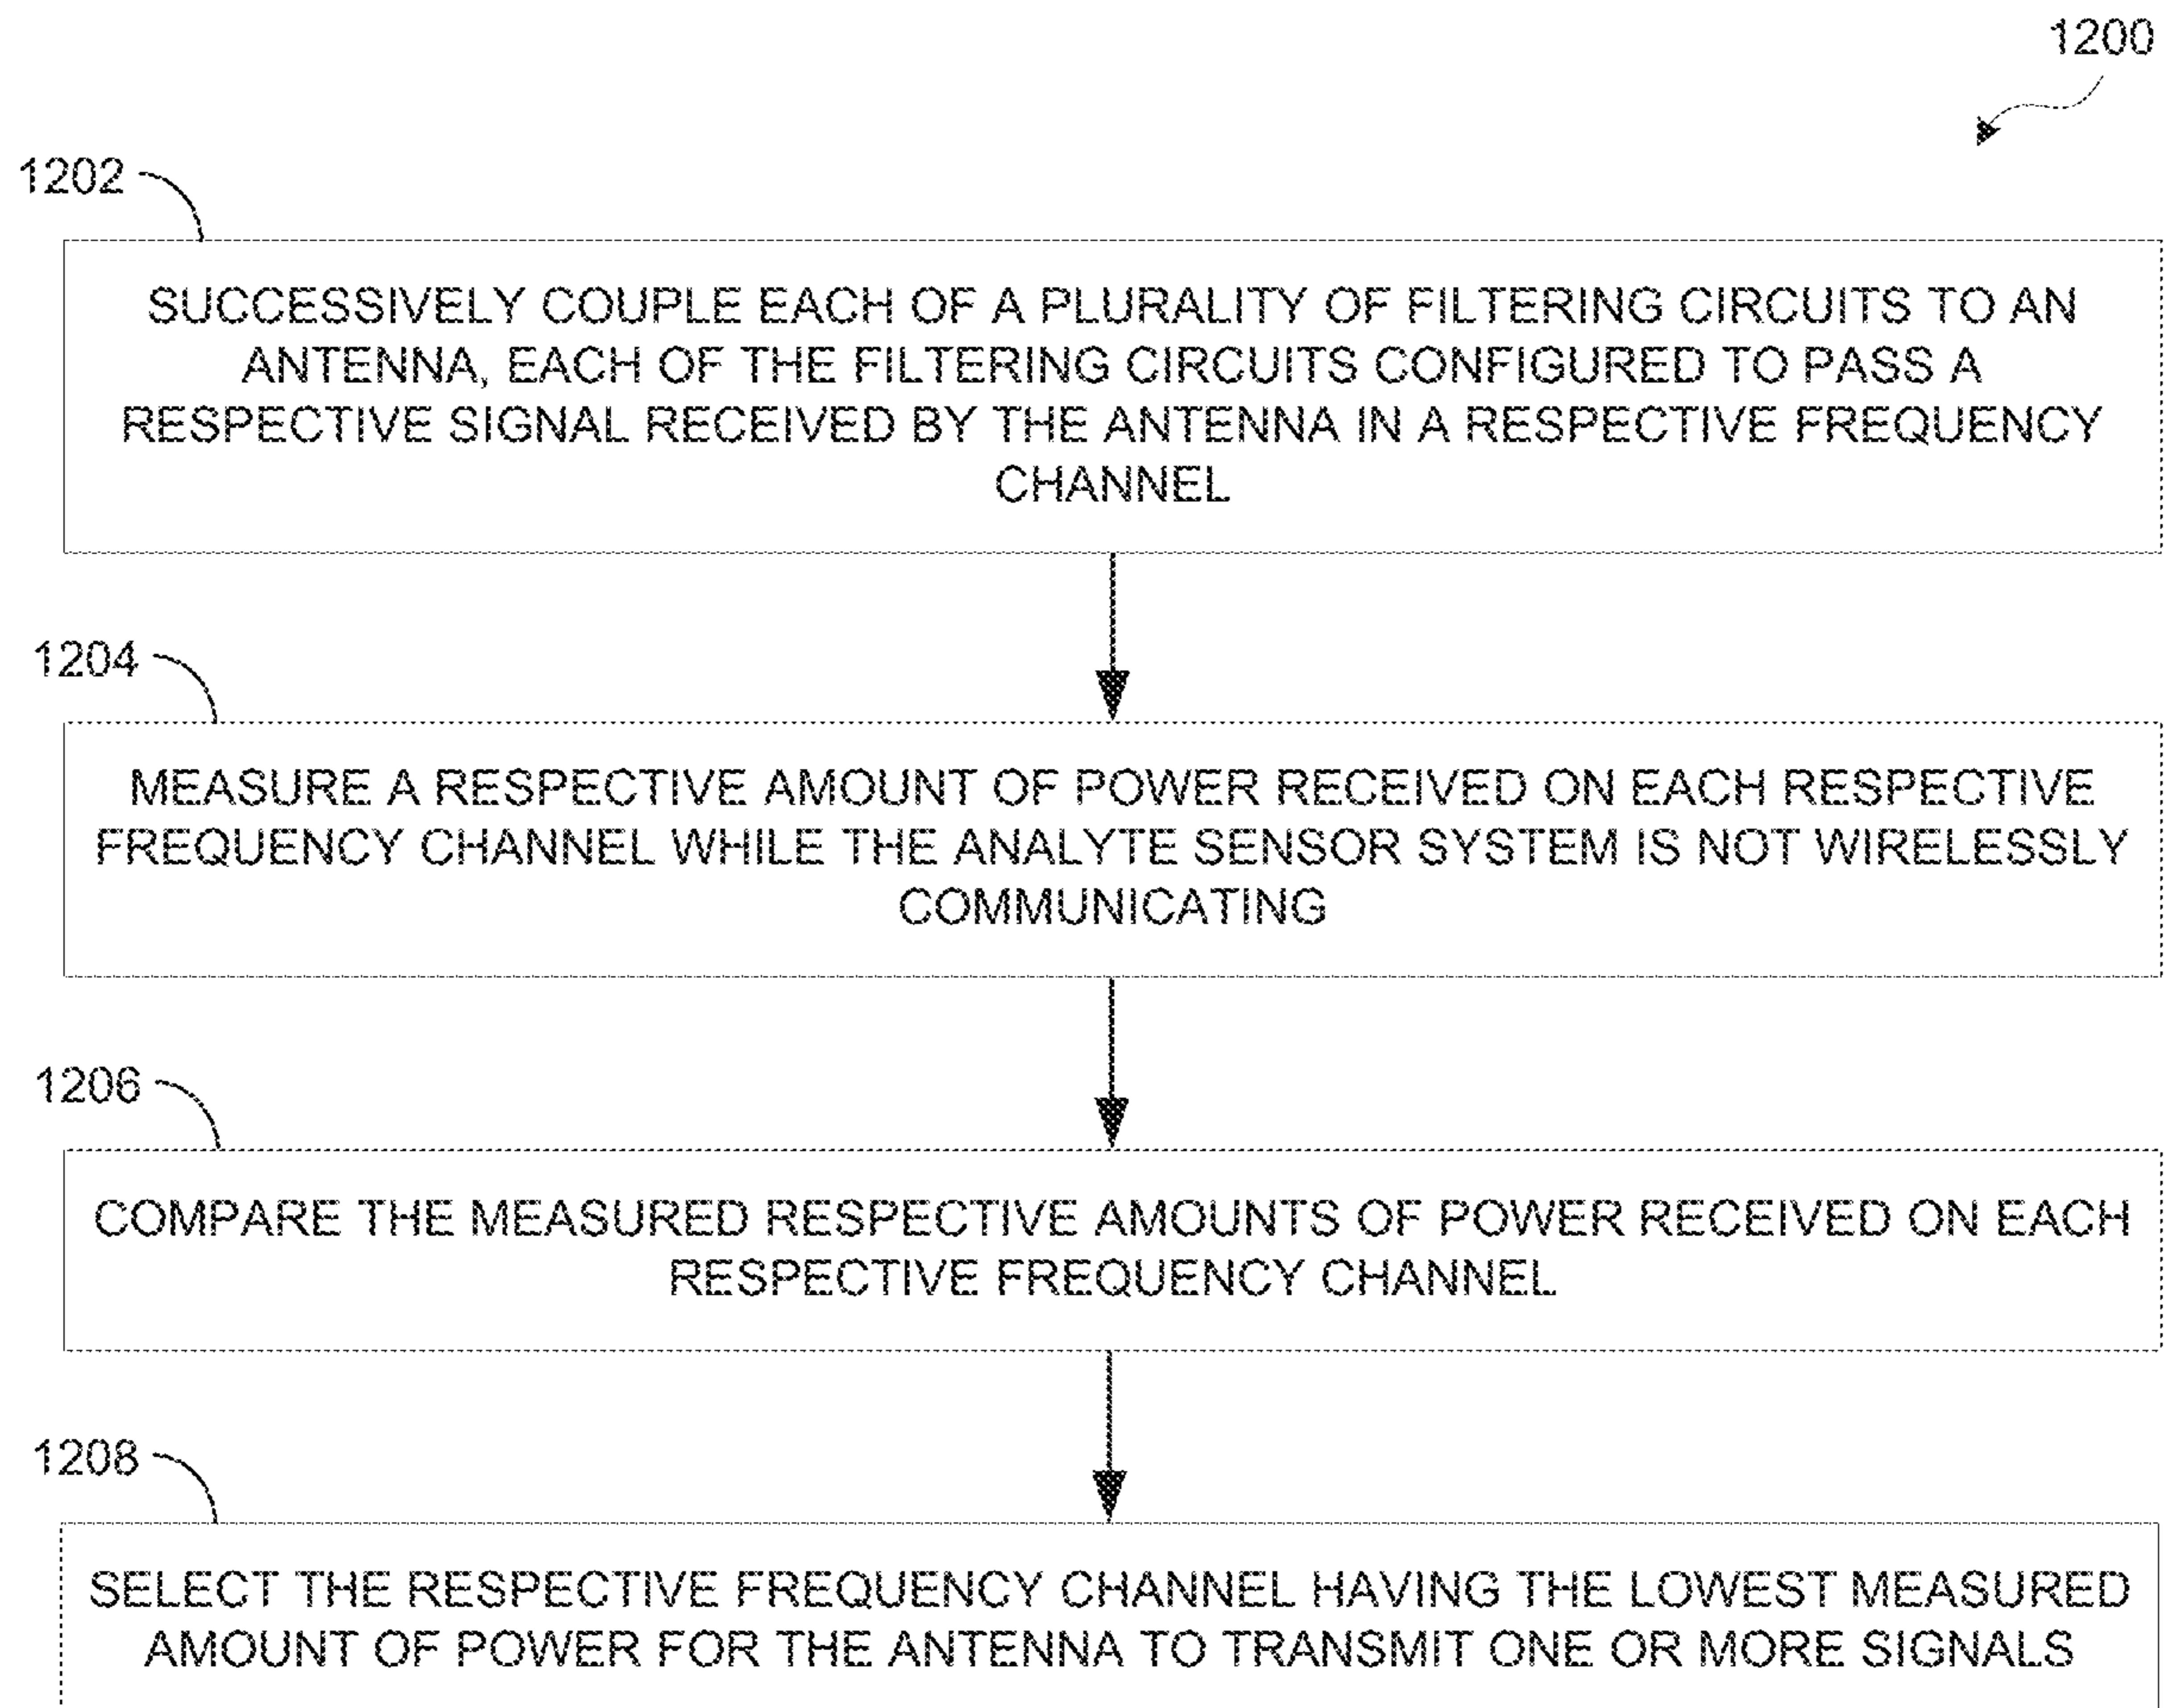 1200
1202
SUCCESSIVELY COUPLE EACH OF A PLURALITY OF FILTERING CIRCUITS TO AN
ANTENNA, EACH OF THE FILTERING CIRCUITS CONFIGURED TO PASS A
RESPECTIVE SIGNAL RECEIVED BY THE ANTENNA IN A RESPECTIVE FREQUENCY
CHANNEL
1204
MEASURE A RESPECTIVE AMOUNT OF POWER RECEIVED ON EACH RESPECTIVE
FREQUENCY CHANNEL WHILE THE ANALYTE SENSOR SYSTEM IS NOT WIRELESSLY
COMMUNICATING
1206
COMPARE THE MEASURED RESPECTIVE AMOUNTS OF POWER RECEIVED ON EACH
RESPECTIVE FREQUENCY CHANNEL
1208
SELECT THE RESPECTIVE FREQUENCY CHANNEL HAVING THE LOWEST MEASURED
AMOUNT OF POWER FOR THE ANTENNA TO TRANSMIT ONE OR MORE SIGNALS